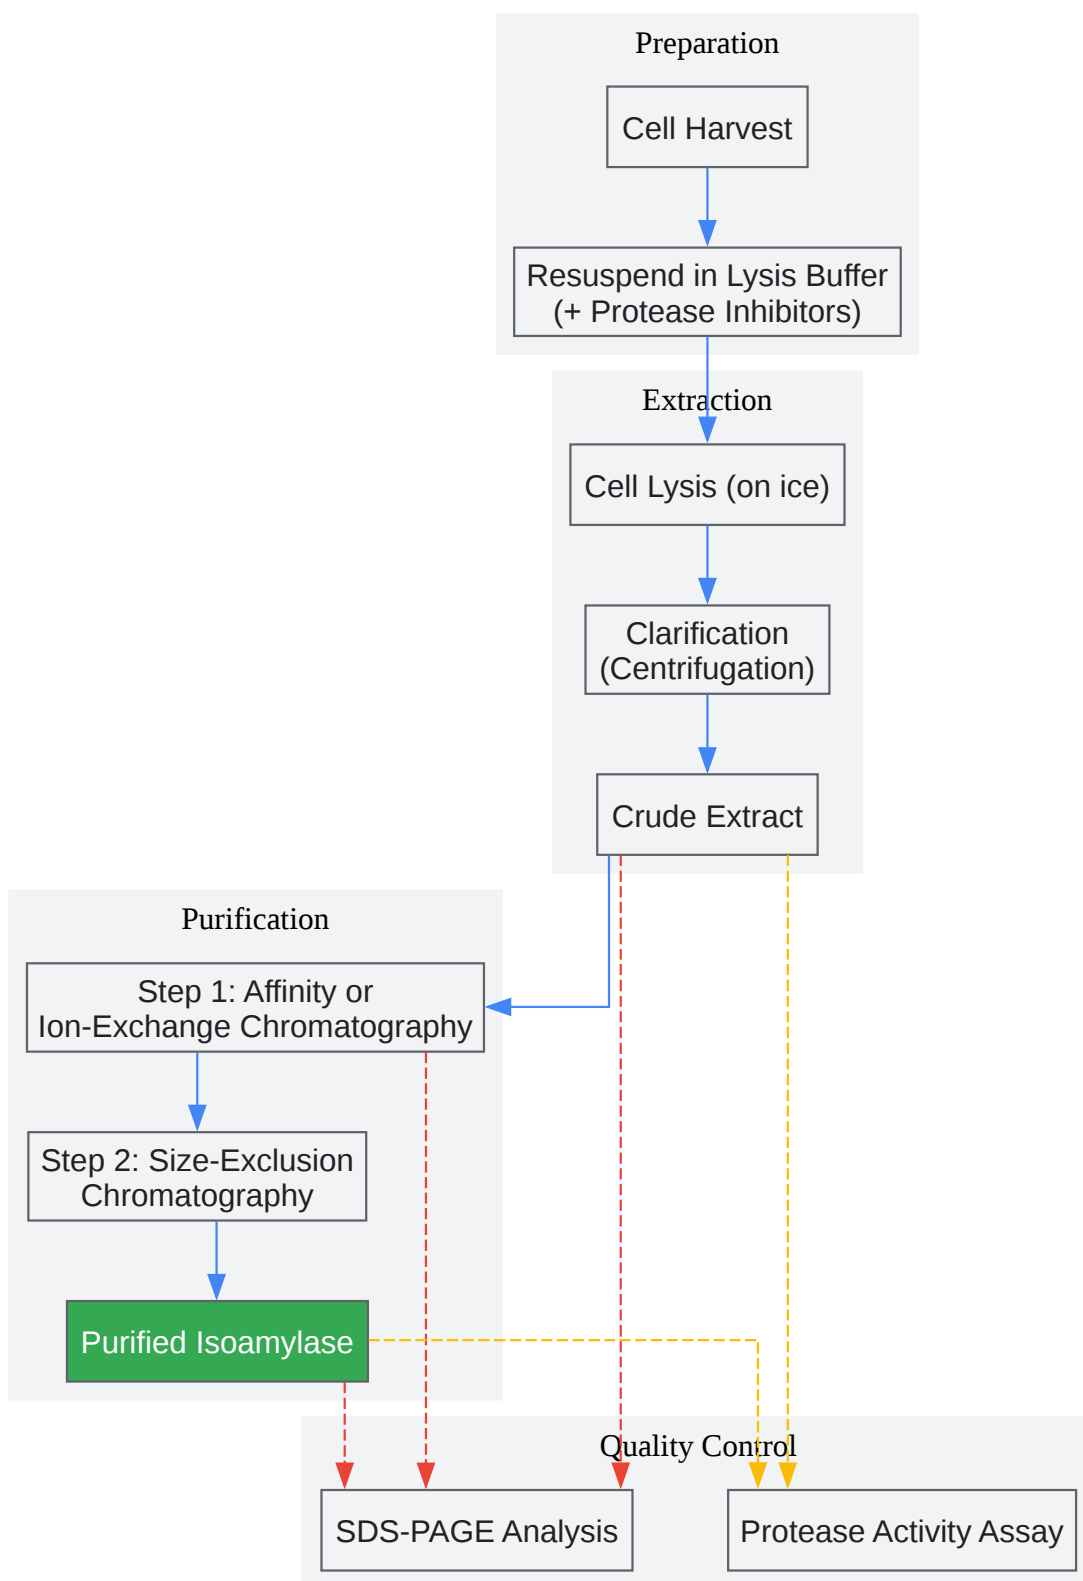 Preparation
Cell Harvest
Resuspend in Lysis Buffer
(+ Protease Inhibitors)
Extraction
Cell Lysis (on ice)
Clarification
(Centrifugation)
Crude Extract
Purification
Step 1: Affinity or
Ion-Exchange Chromatography
Step 2: Size-Exclusion
Chromatography
Purified Isoamylase
Quality Control
SDS-PAGE Analysis
Protease Activity Assay